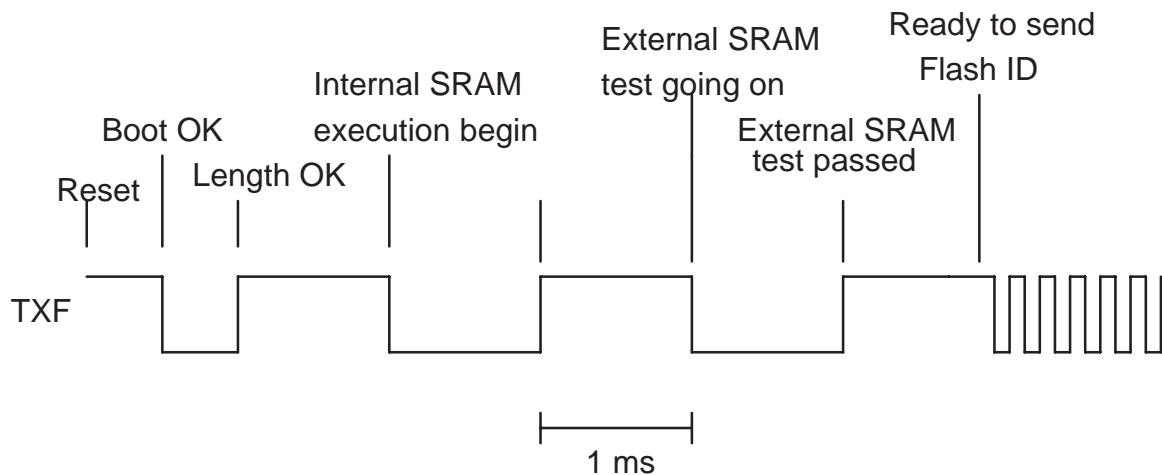 Ready to send
Flash ID
External SRAM
test going on
Internal SRAM
execution begin
External SRAM
test passed
Boot OK
Length OK
Reset
TXF
1 ms